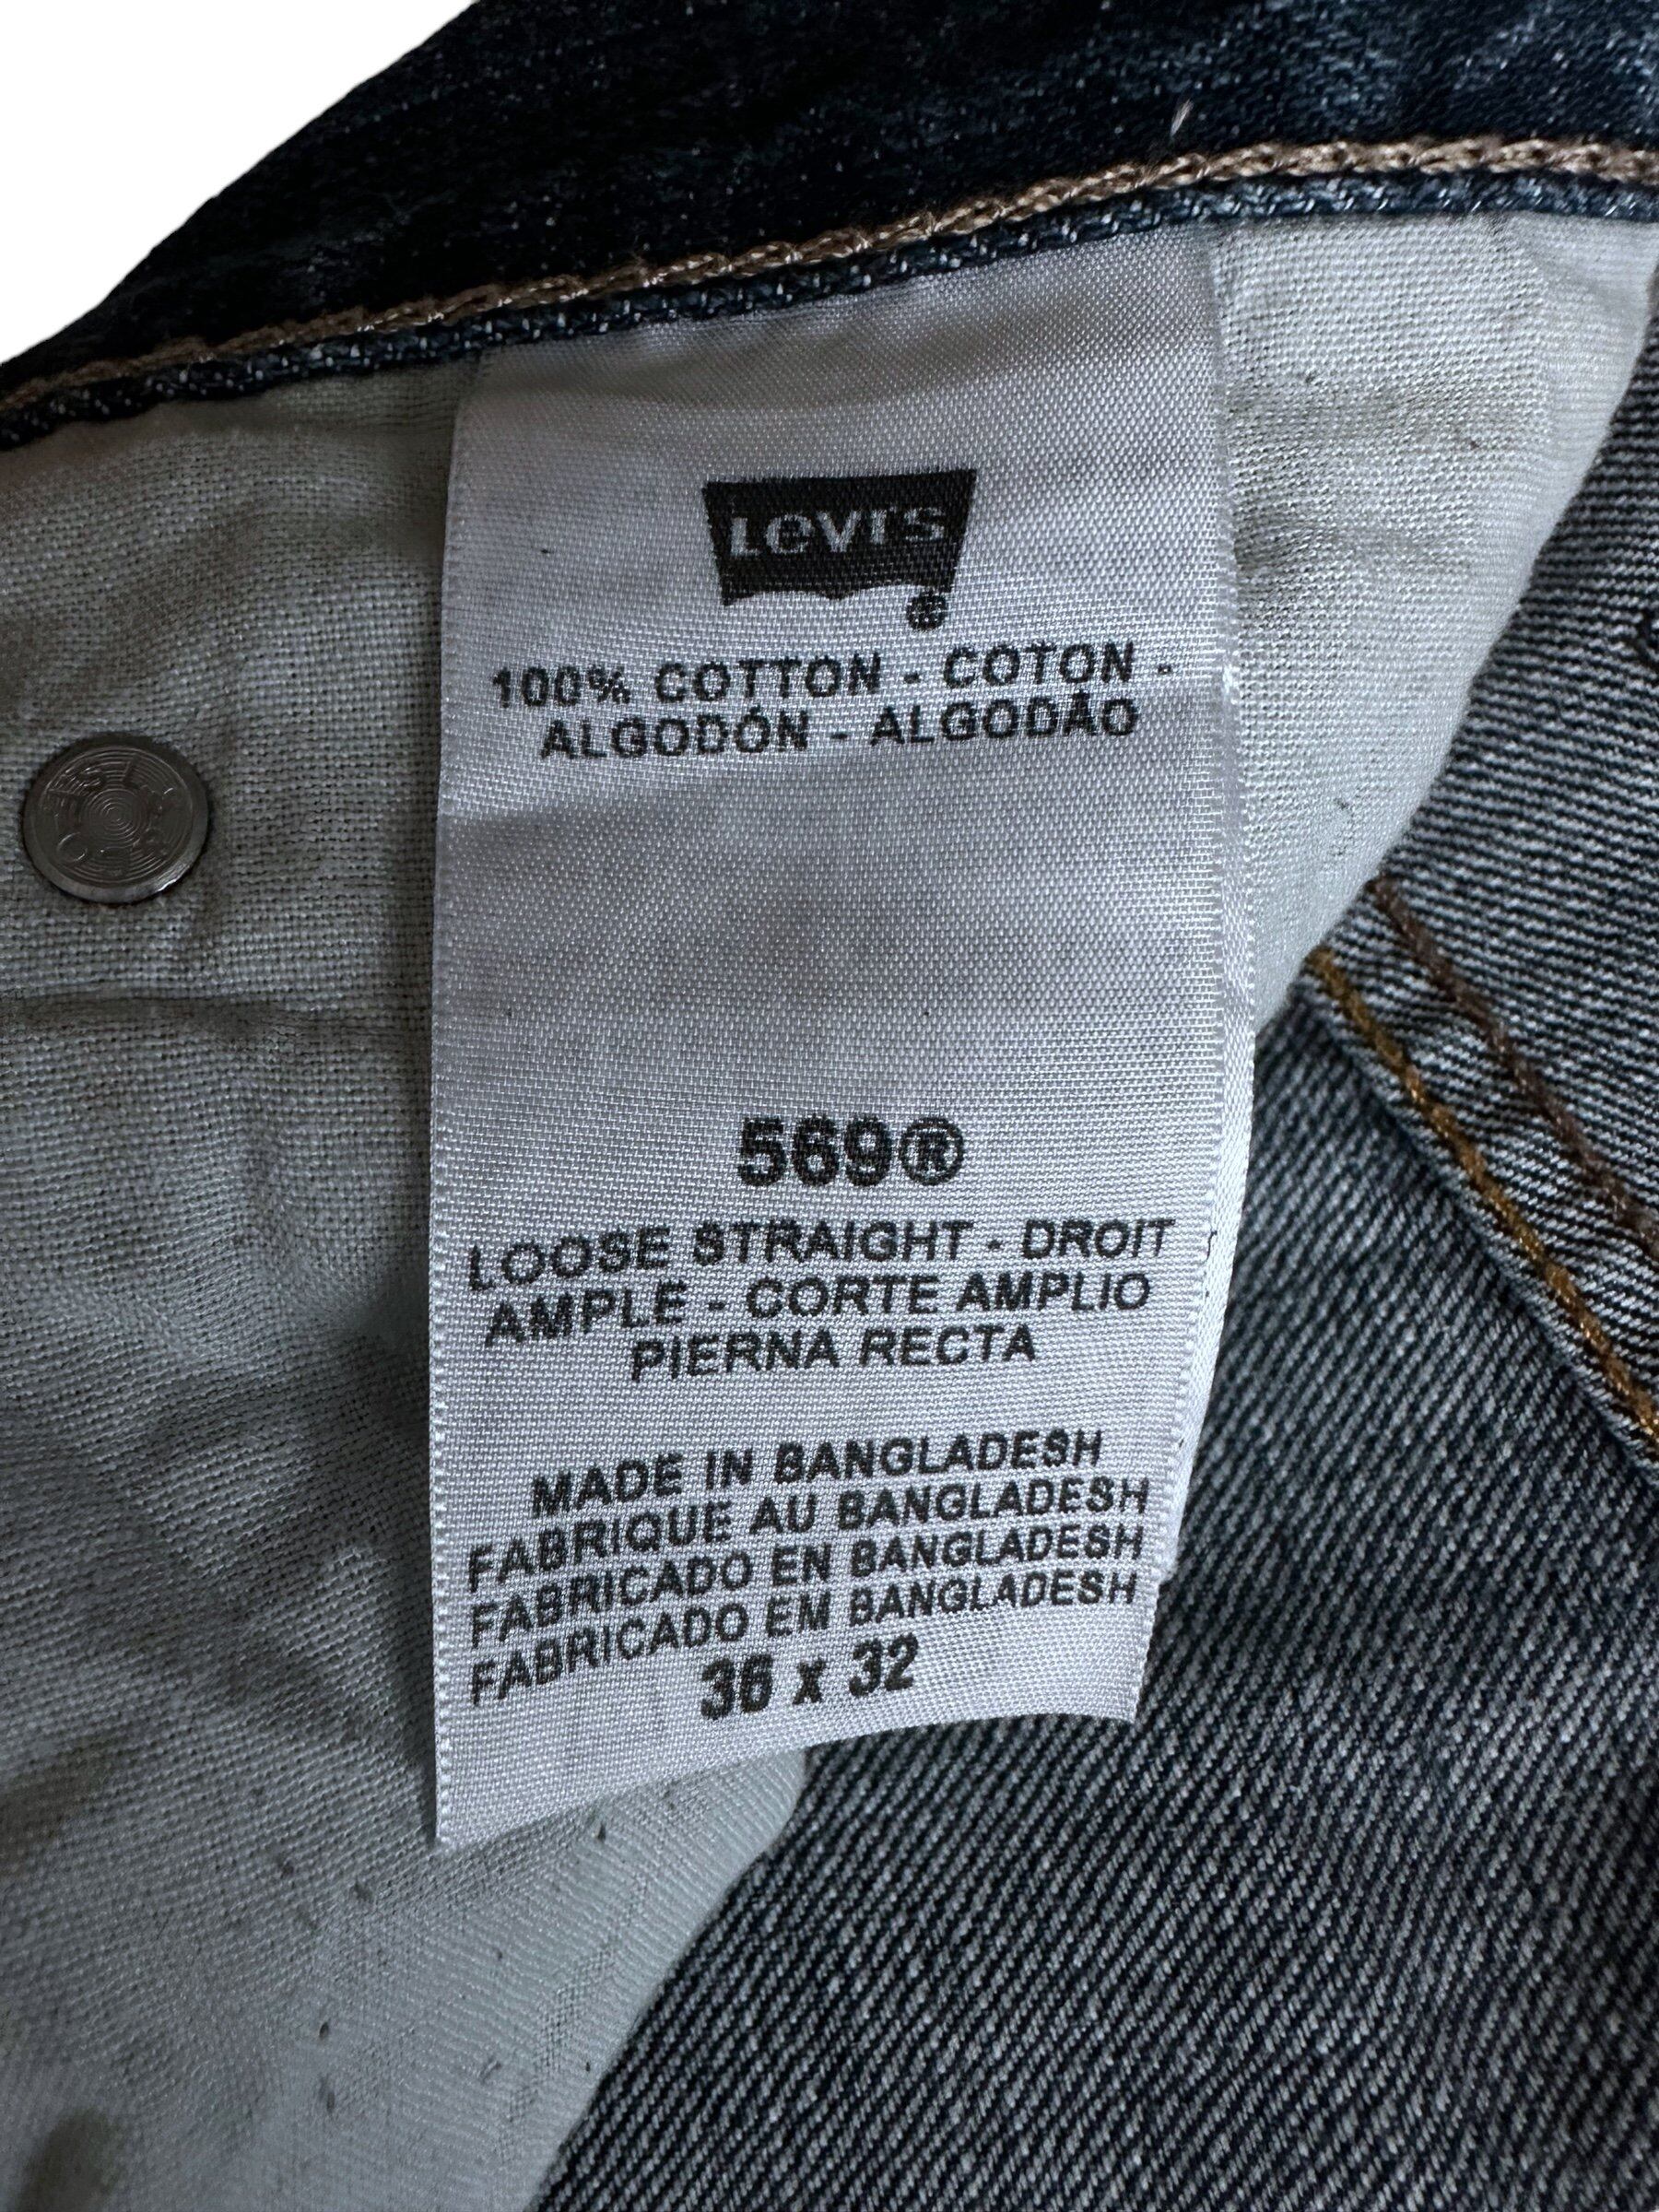 Levi's
®
100% COTTON - COTON -
ALGODÓN - ALGODÃO
569®
LOOSE STRAIGHT - DROIT
AMPLE - CORTE AMPLIO
PIERNA RECTA
MADE IN BANGLADESH
FABRIQUE AU BANGLADESH
FABRICADO EN BANGLADESH
FABRICADO EM BANGLADESH
36 x 32